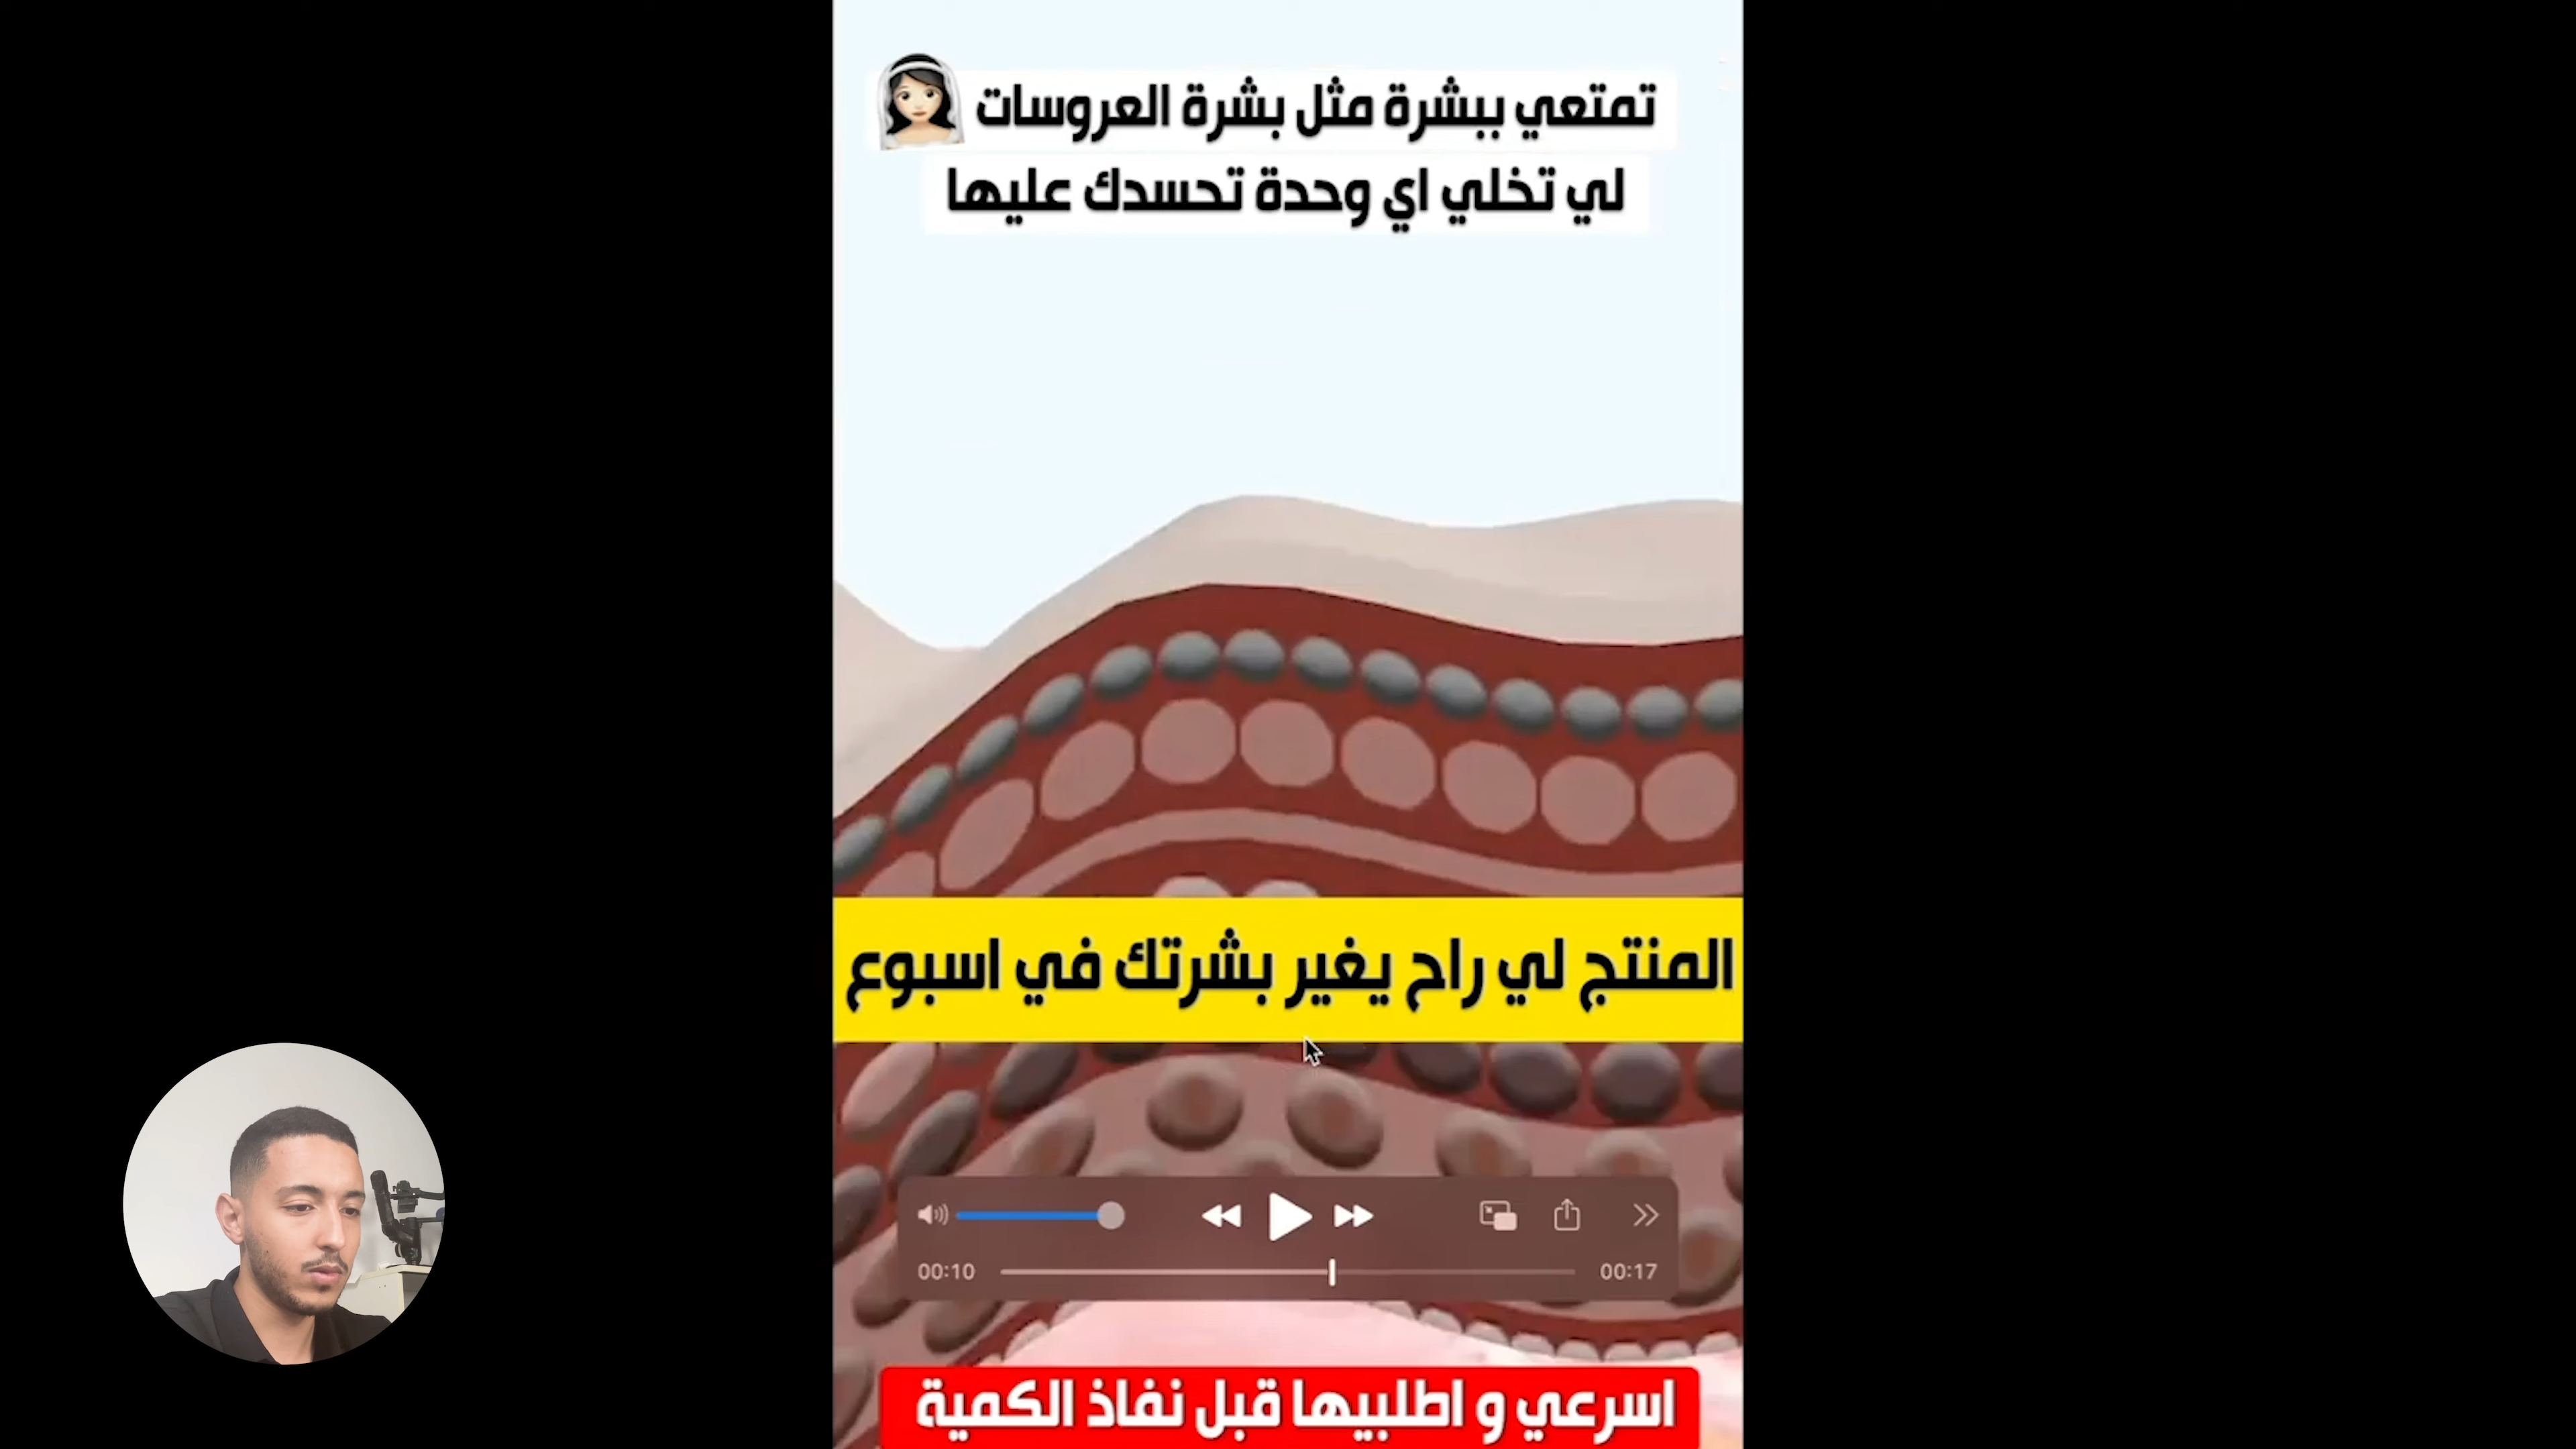 تمتعي ببشرة مثل بشرة العروسات
لي تخلي اي وحدة تحسدك عليها
المنتج لي راح يغير بشرتك في اسبوع
00:10
00:17
اسرعي و اطلبيها قبل نفاذ الكمية